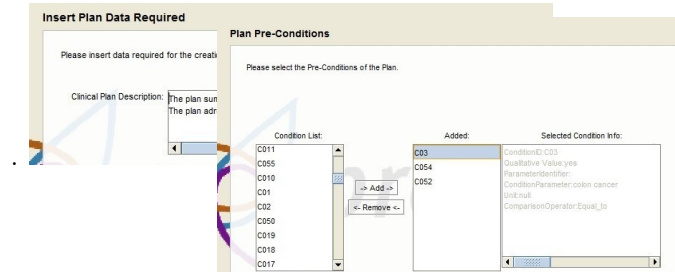 Insert Plan Data Required
Please insert data required for the creati
Clinical Plan Description:
The plan sum
The plan adr
Plan Pre-Conditions
Please select the Pre-Conditions of the Plan.
Condition List:
C011
C055
C010
C01
C02
C050
C019
C018
C017
-> Add ->
<- Remove <-
Added:
C03
C054
C052
Selected Condition Info:
ConditionID:C03
Qualitative Value:yes
ParameterIdentifier:
ConditionParameter:colon cancer
Unit:null
ComparisonOperator:Equal_to